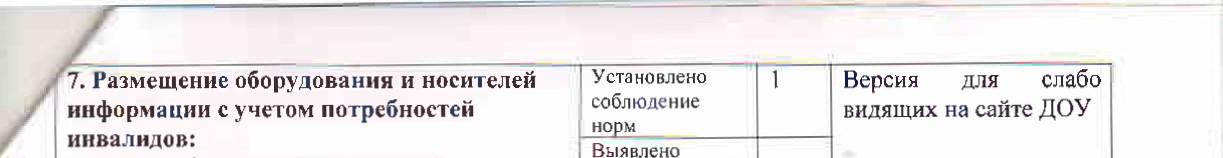 7. Размещение оборудования и носителей
информации с учетом потребностей
инвалидов:
Установлено
соблюдение
норм
1
Версия для слабо
видящих на сайте ДОУ
Выявлено